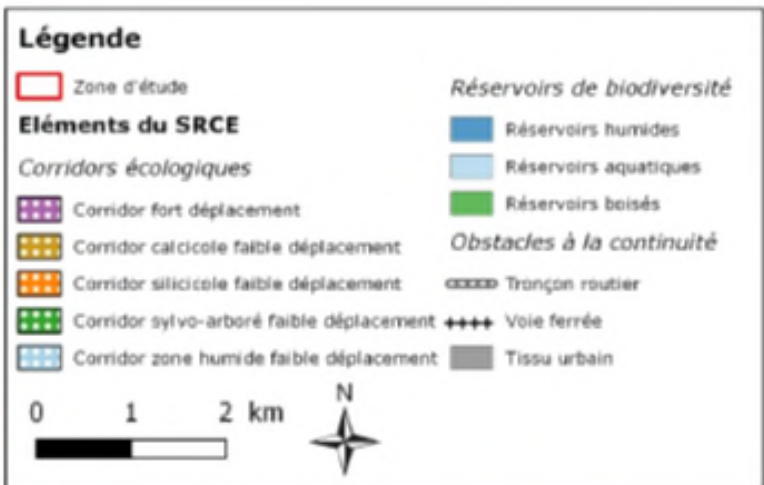 Légende
Zone d'étude
Eléments du SRCE
Corridors écologiques
Corridor fort déplacement
Corridor calcicole faible déplacement
Corridor silicicole faible déplacement
Corridor sylvo-arboré faible déplacement
Corridor zone humide faible déplacement
Réservoirs de biodiversité
Réservoirs humides
Réservoirs aquatiques
Réservoirs boisés
Obstacles à la continuité
Tronçon routier
Voie ferrée
Tissu urbain
0 1 2 km
N